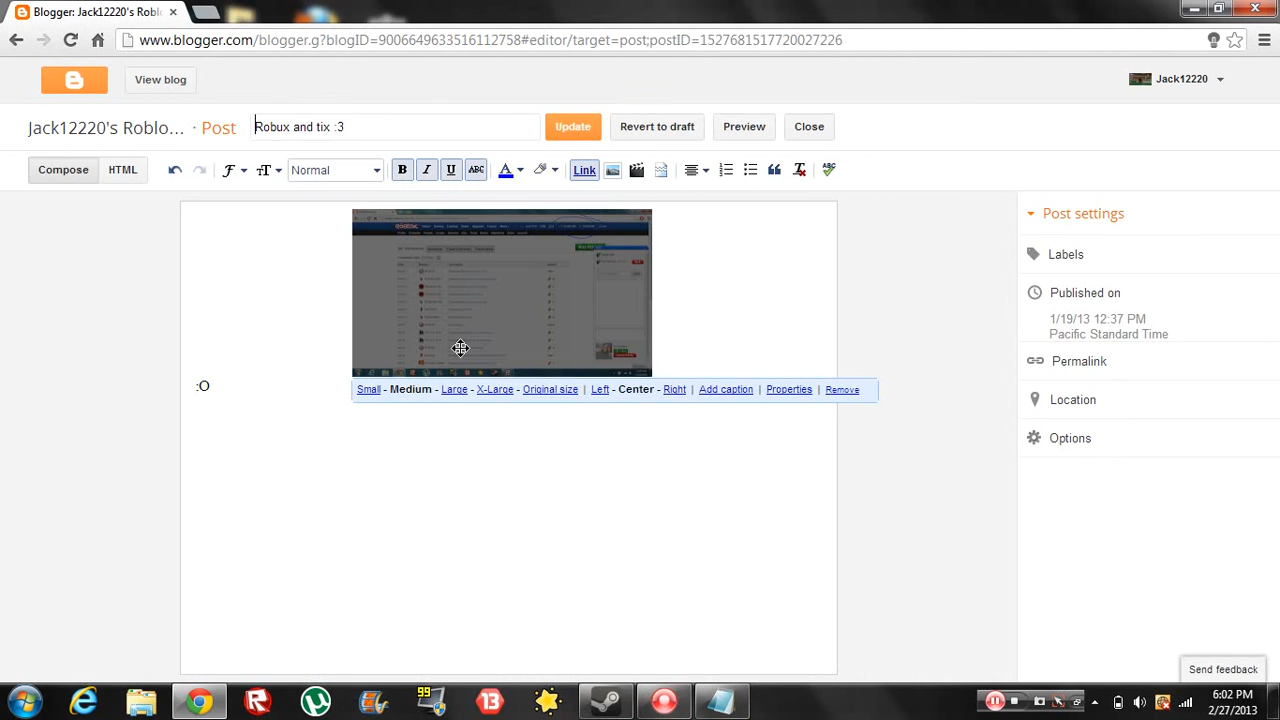 Blogger: Jack12220's Roblo
www.blogger.com/blogger.g?blogID=9006649633516112758#editor/target=post;postID=1527681517720027226
View blog
Jack12220
Jack12220's Roblo... · Post
Robux and tix :3
Update
Revert to draft
Preview
Close
Compose
HTML
Normal
B I U ABC A
Link
Post settings
Labels
Published on
1/19/13 12:37 PM
Pacific Standard Time
Permalink
Location
Options
:O
Small - Medium - Large - X-Large - Original size | Left - Center - Right | Add caption | Properties | Remove
Send feedback
99
13
6:02 PM
2/27/2013